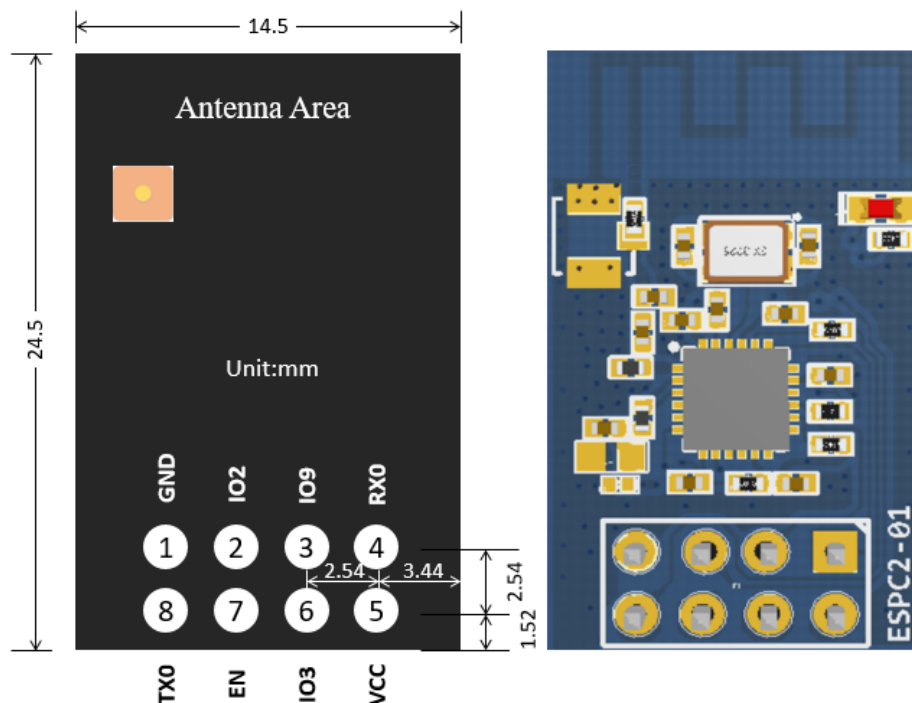 14.5
Antenna Area
24.5
Unit:mm
GND IO2 IO9 RX0
1 2 3 4
2.54 3.44 2.54
8 7 6 5
1.52
TX0 EN IO3 VCC
ESPC2-01